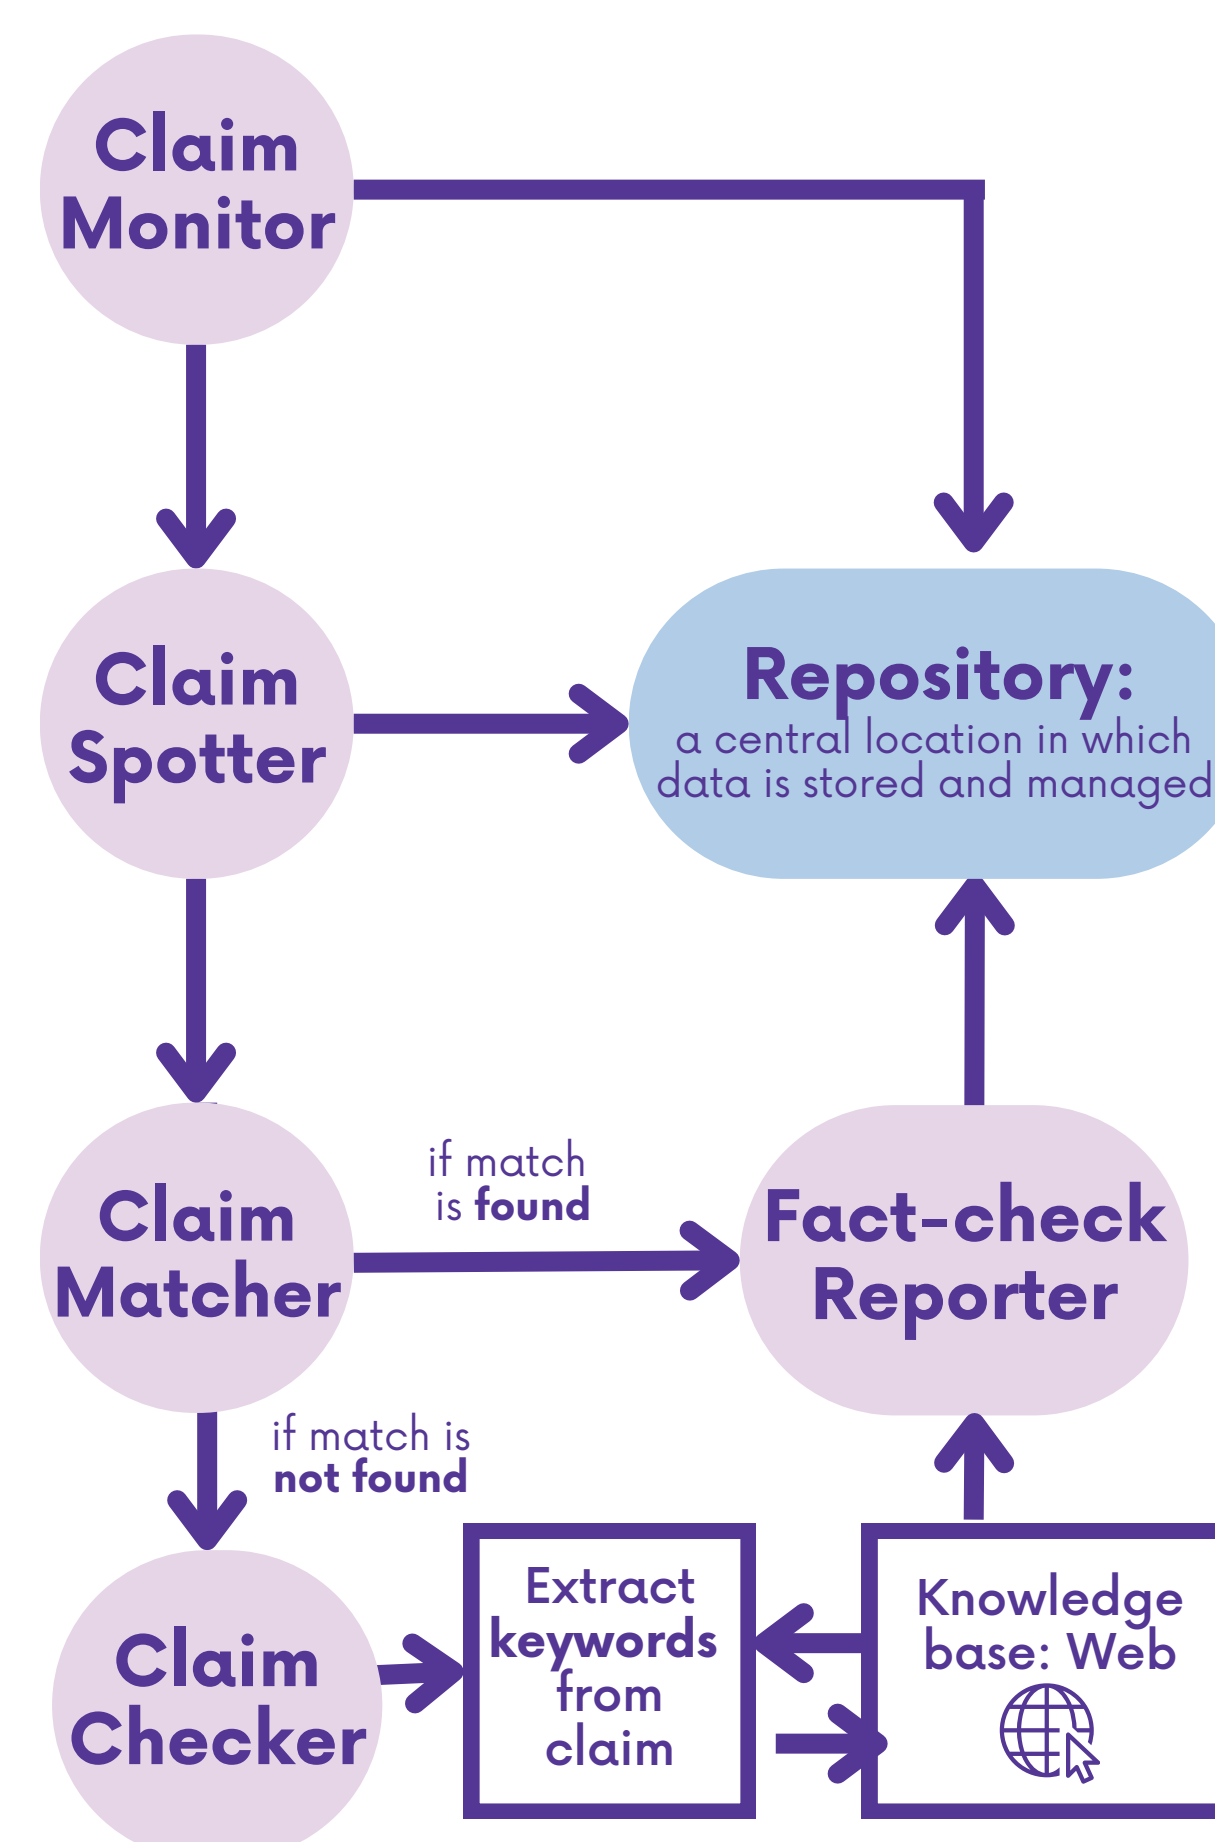 Claim
Monitor
Claim
Spotter
Repository:
a central location in which
data is stored and managed
Claim
Matcher
if match
is found
Fact-check
Reporter
if match is
not found
Claim
Checker
Extract
keywords
from
claim
Knowledge
base: Web